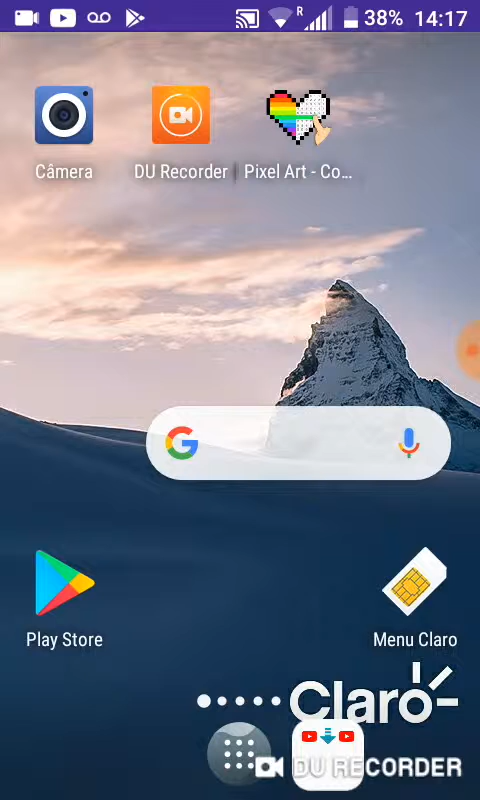 R 38% 14:17
Câmera DU Recorder Pixel Art - Co...
Play Store Menu Claro
Claro-
DU RECORDER